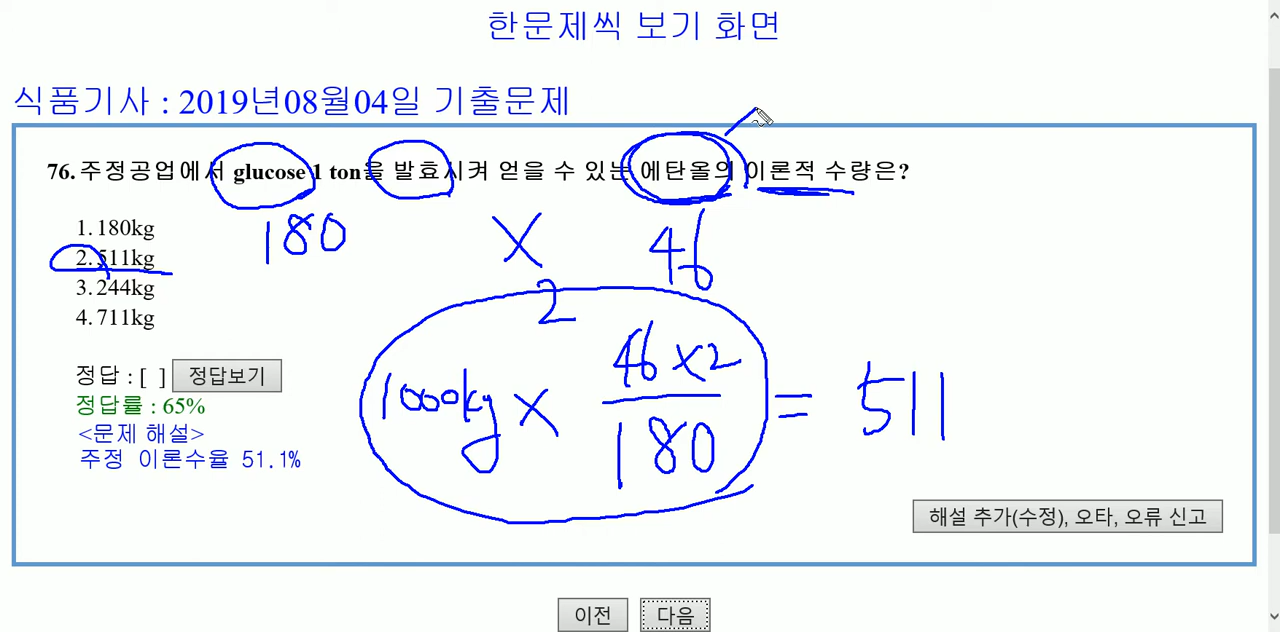 한문제씩 보기 화면
식품기사 : 2019년08월04일 기출문제
76. 주정공업에서 glucose 1 ton을 발효시켜 얻을 수 있는 에탄올의 이론적 수량은?
180 × 46
1. 180kg
2. 511kg
2
3. 244kg
4. 711kg
1000kg × 46×2/180 = 511
정답 : [ ] 정답보기
정답률 : 65%
<문제 해설>
주정 이론수율 51.1%
해설 추가(수정), 오타, 오류 신고
이전 다음